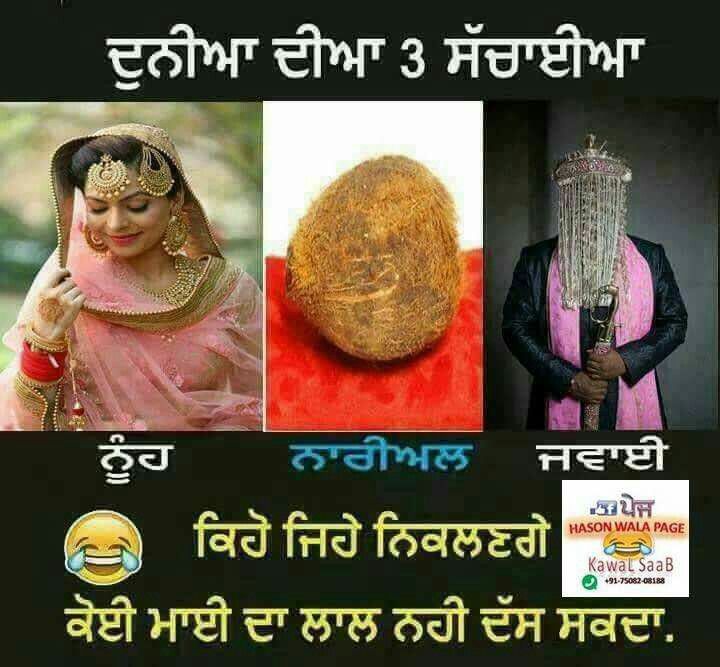 ਦੁਨੀਆ ਦੀਆ 3 ਸੱਚਾਈਆ
ਨੂੰਹ ਨਾਰੀਅਲ ਜਵਾਈ
ਕਿਹੋ ਜਿਹੇ ਨਿਕਲਣਗੇ
ਪੇਜ
HASON WALA PAGE
KawaL SaaB
+91-75082-08188
ਕੋਈ ਮਾਈ ਦਾ ਲਾਲ ਨਹੀ ਦੱਸ ਸਕਦਾ.